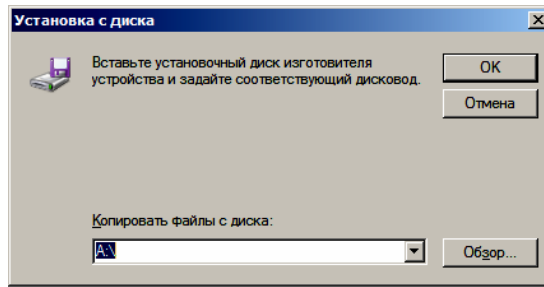 Установка с диска
Вставьте установочный диск изготовителя
устройства и задайте соответствующий дисковод.
OK
Отмена
Копировать файлы с диска:
A:\
Обзор...